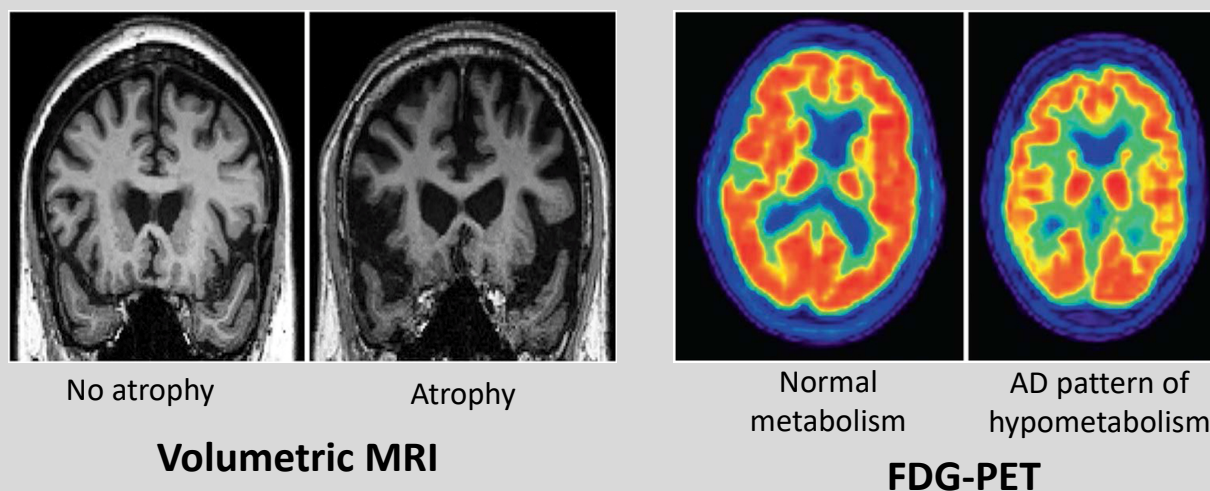 No atrophy
Atrophy
Volumetric MRI
Normal
metabolism
AD pattern of
hypometabolism
FDG-PET